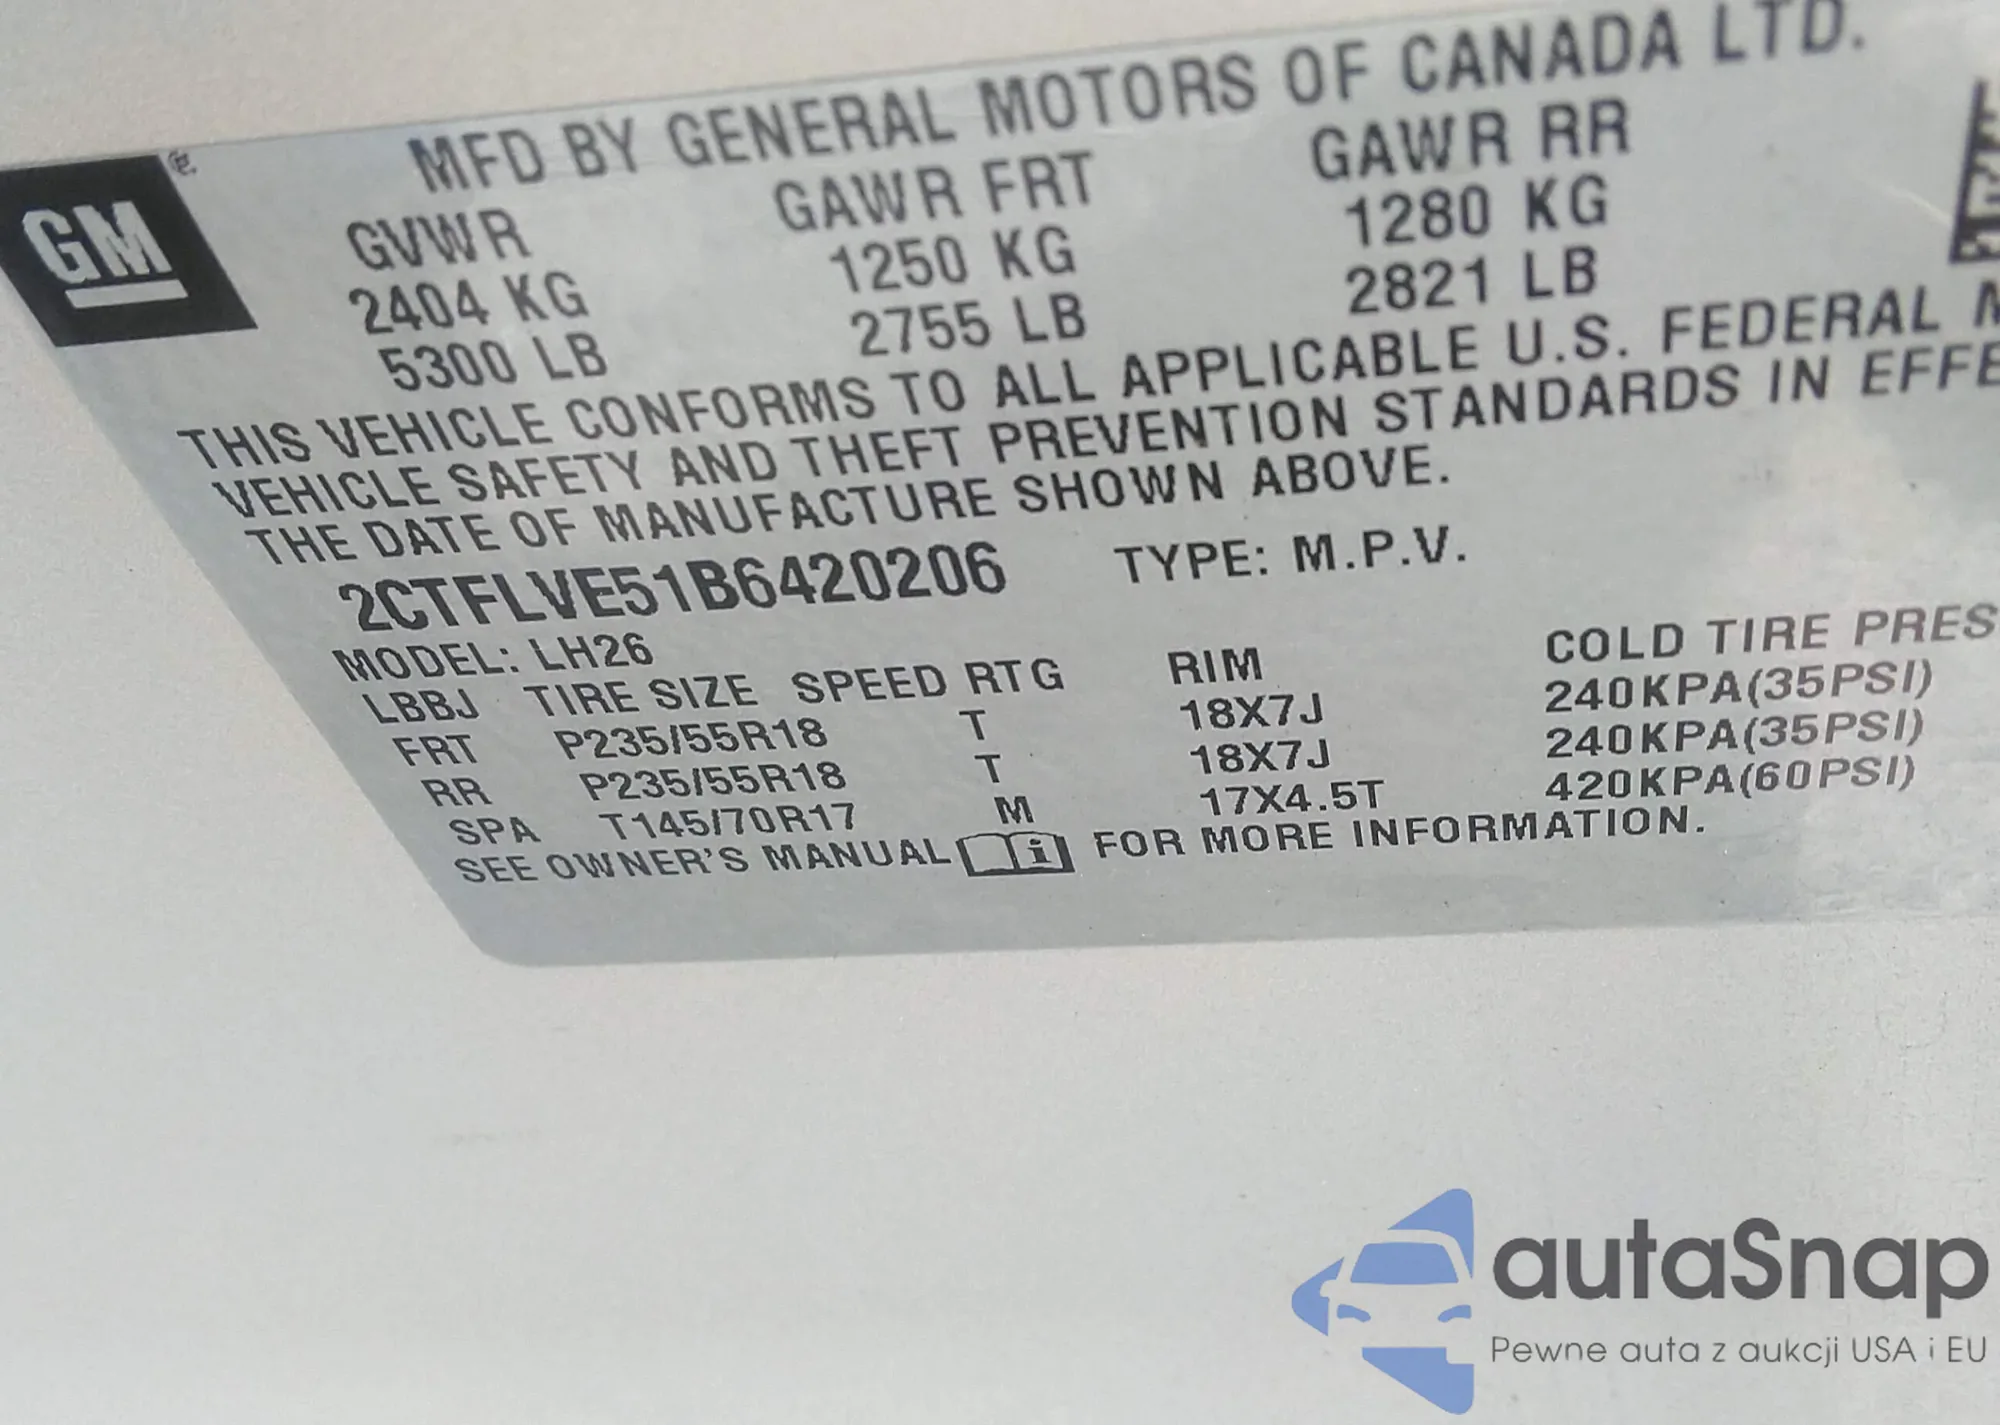 GM
MFD BY GENERAL MOTORS OF CANADA LTD.
GVWR GAWR FRT GAWR RR
2404 KG 1250 KG 1280 KG
5300 LB 2755 LB 2821 LB
THIS VEHICLE CONFORMS TO ALL APPLICABLE U.S. FEDERAL M
VEHICLE SAFETY AND THEFT PREVENTION STANDARDS IN EFFE
THE DATE OF MANUFACTURE SHOWN ABOVE.
2CTFLVE51B6420206 TYPE: M.P.V.
MODEL: LH26
LBBJ TIRE SIZE SPEED RTG RIM COLD TIRE PRES
FRT P235/55R18 T 18X7J 240KPA(35PSI)
RR P235/55R18 T 18X7J 240KPA(35PSI)
SPA T145/70R17 M 17X4.5T 420KPA(60PSI)
SEE OWNER'S MANUAL i FOR MORE INFORMATION.
autaSnap
Pewne auta z aukcji USA i EU